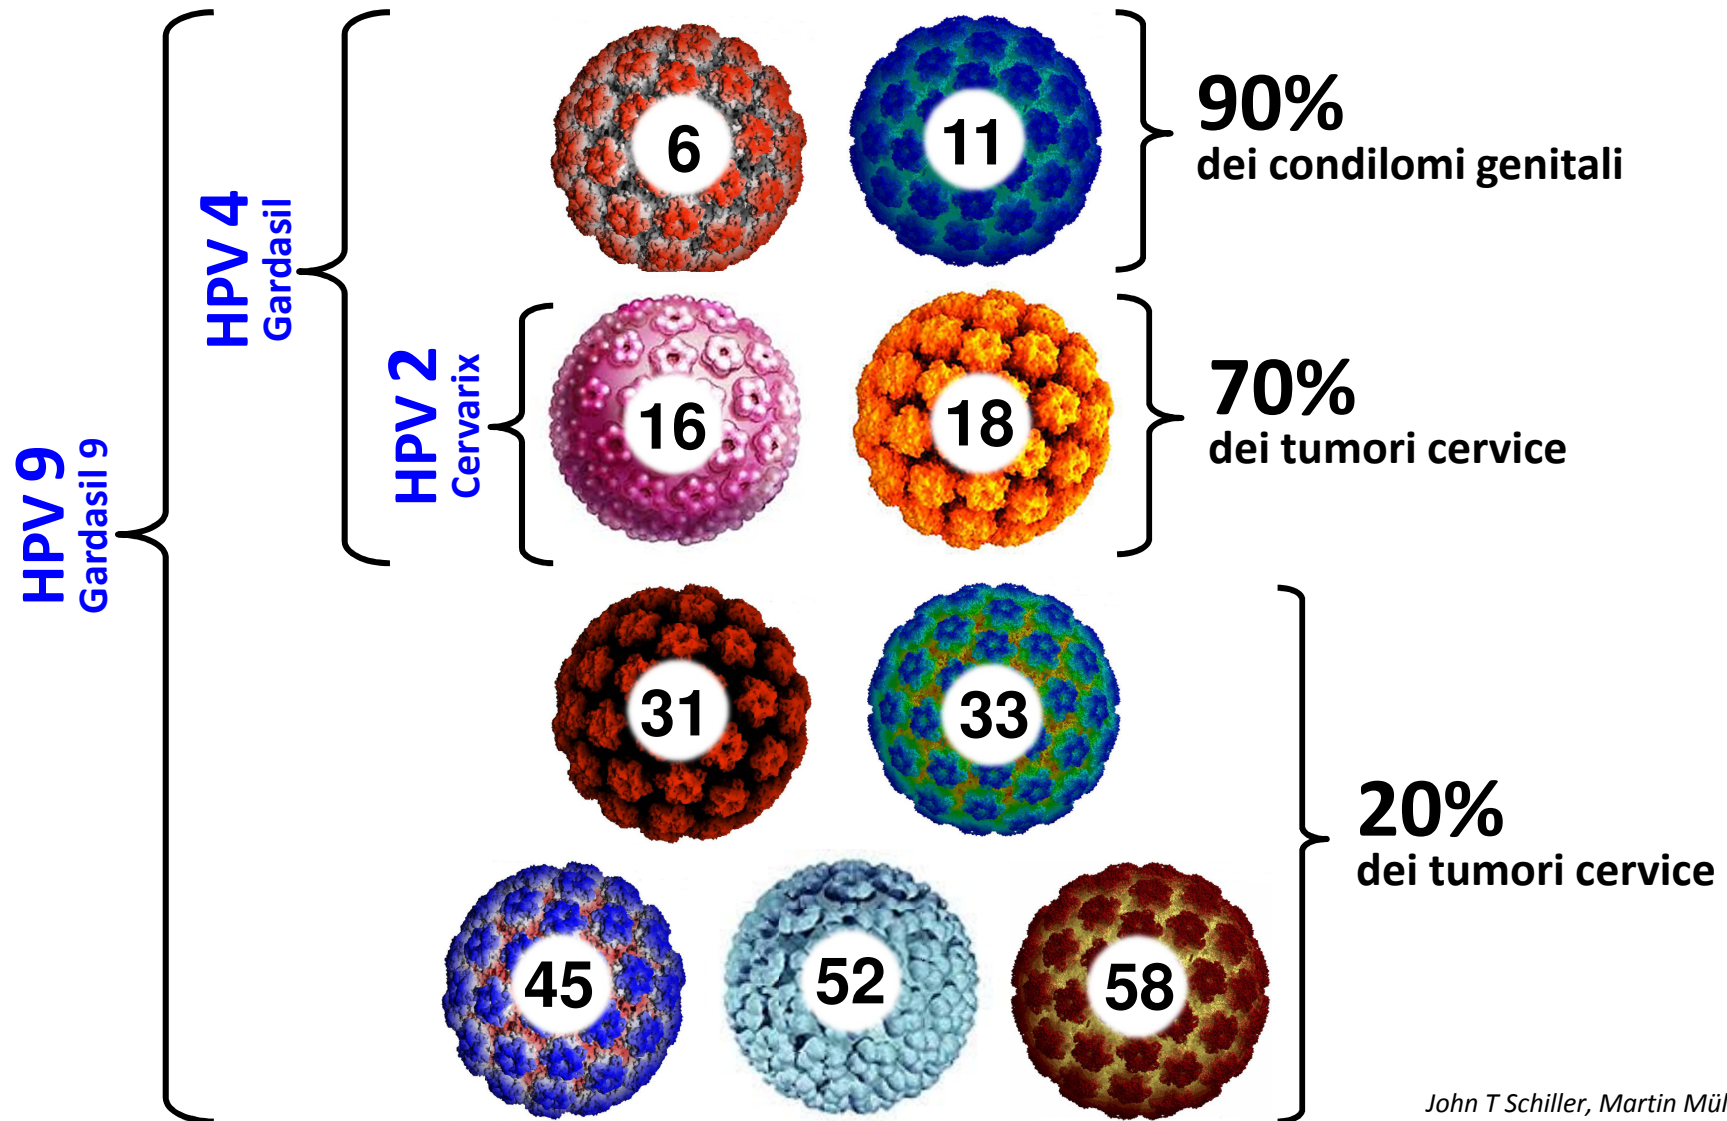 HPV 9
Gardasil 9
HPV 4
Gardasil
HPV 2
Cervarix
6
11
90%
dei condilomi genitali
16
18
70%
dei tumori cervice
31
33
20%
dei tumori cervice
45
52
58
John T Schiller, Martin Mül